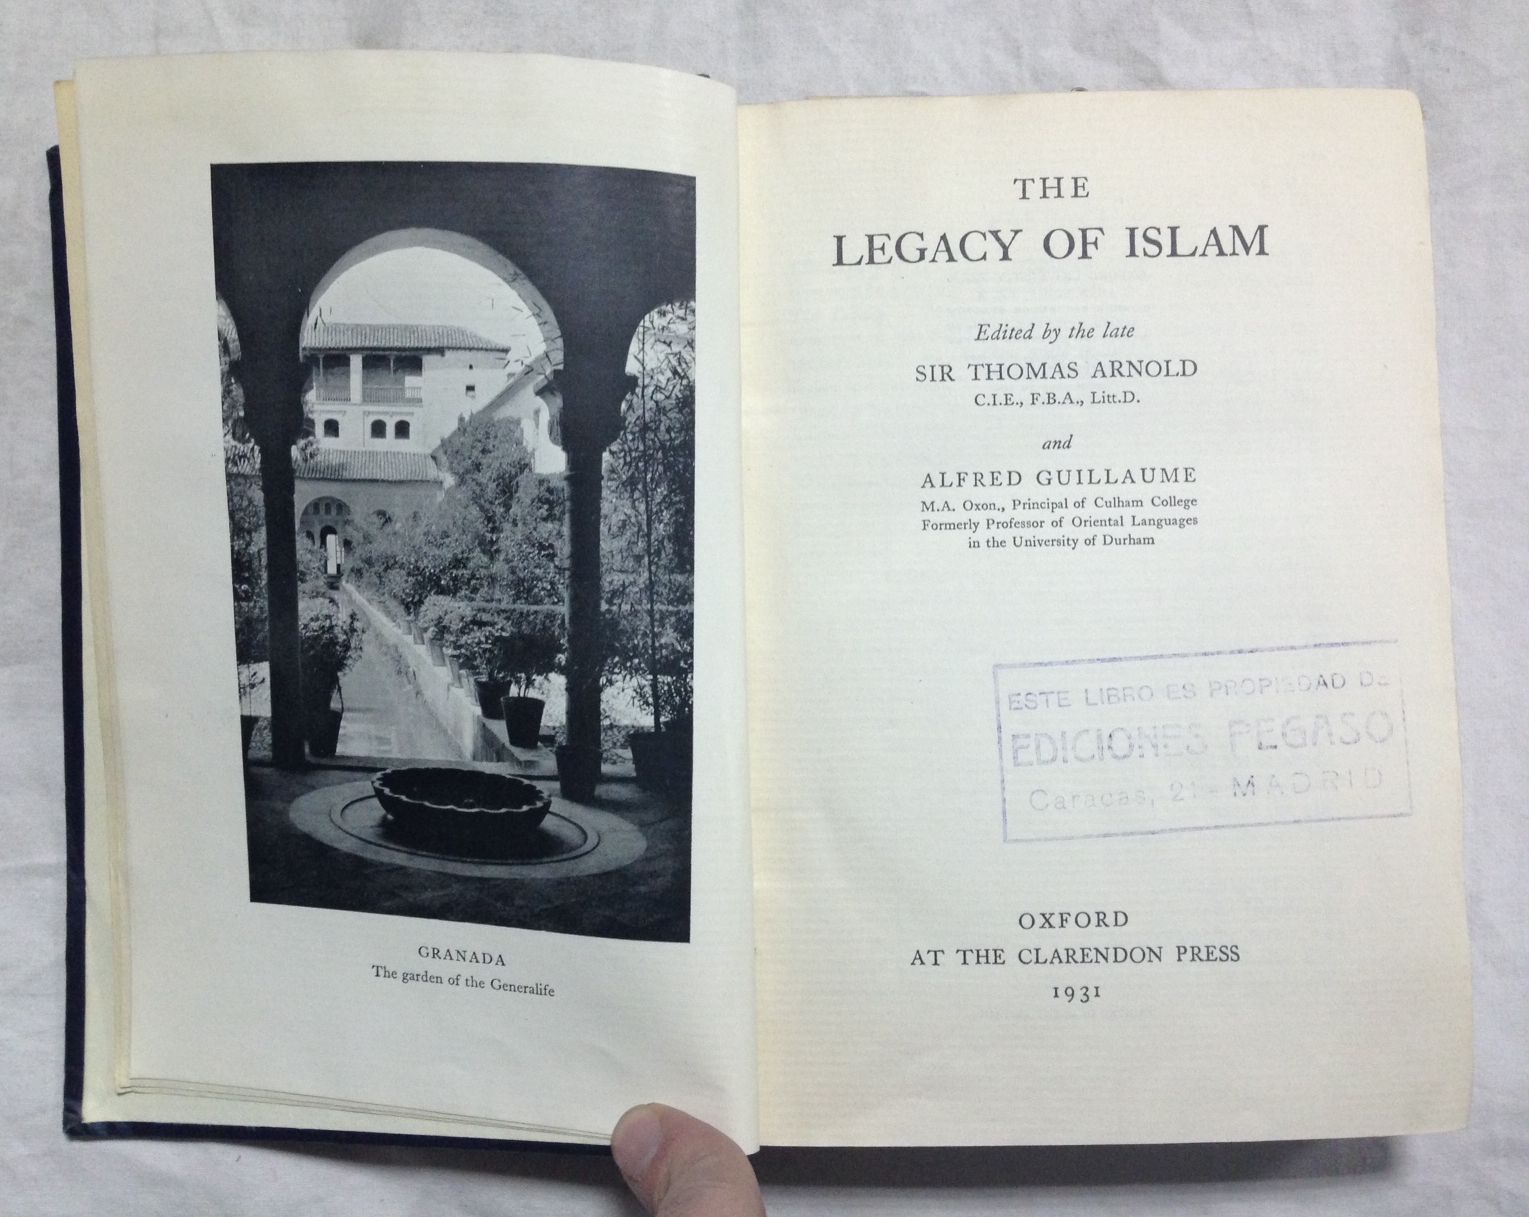 GRANADA
The garden of the Generalife
THE
LEGACY OF ISLAM
Edited by the late
SIR THOMAS ARNOLD
C.I.E., F.B.A., Litt.D.
and
ALFRED GUILLAUME
M.A. Oxon., Principal of Culham College
Formerly Professor of Oriental Languages
in the University of Durham
ESTE LIBRO ES PROPIEDAD DE
EDICIONES PEGASO
Caracas, 21 - MADRID
OXFORD
AT THE CLARENDON PRESS
1931